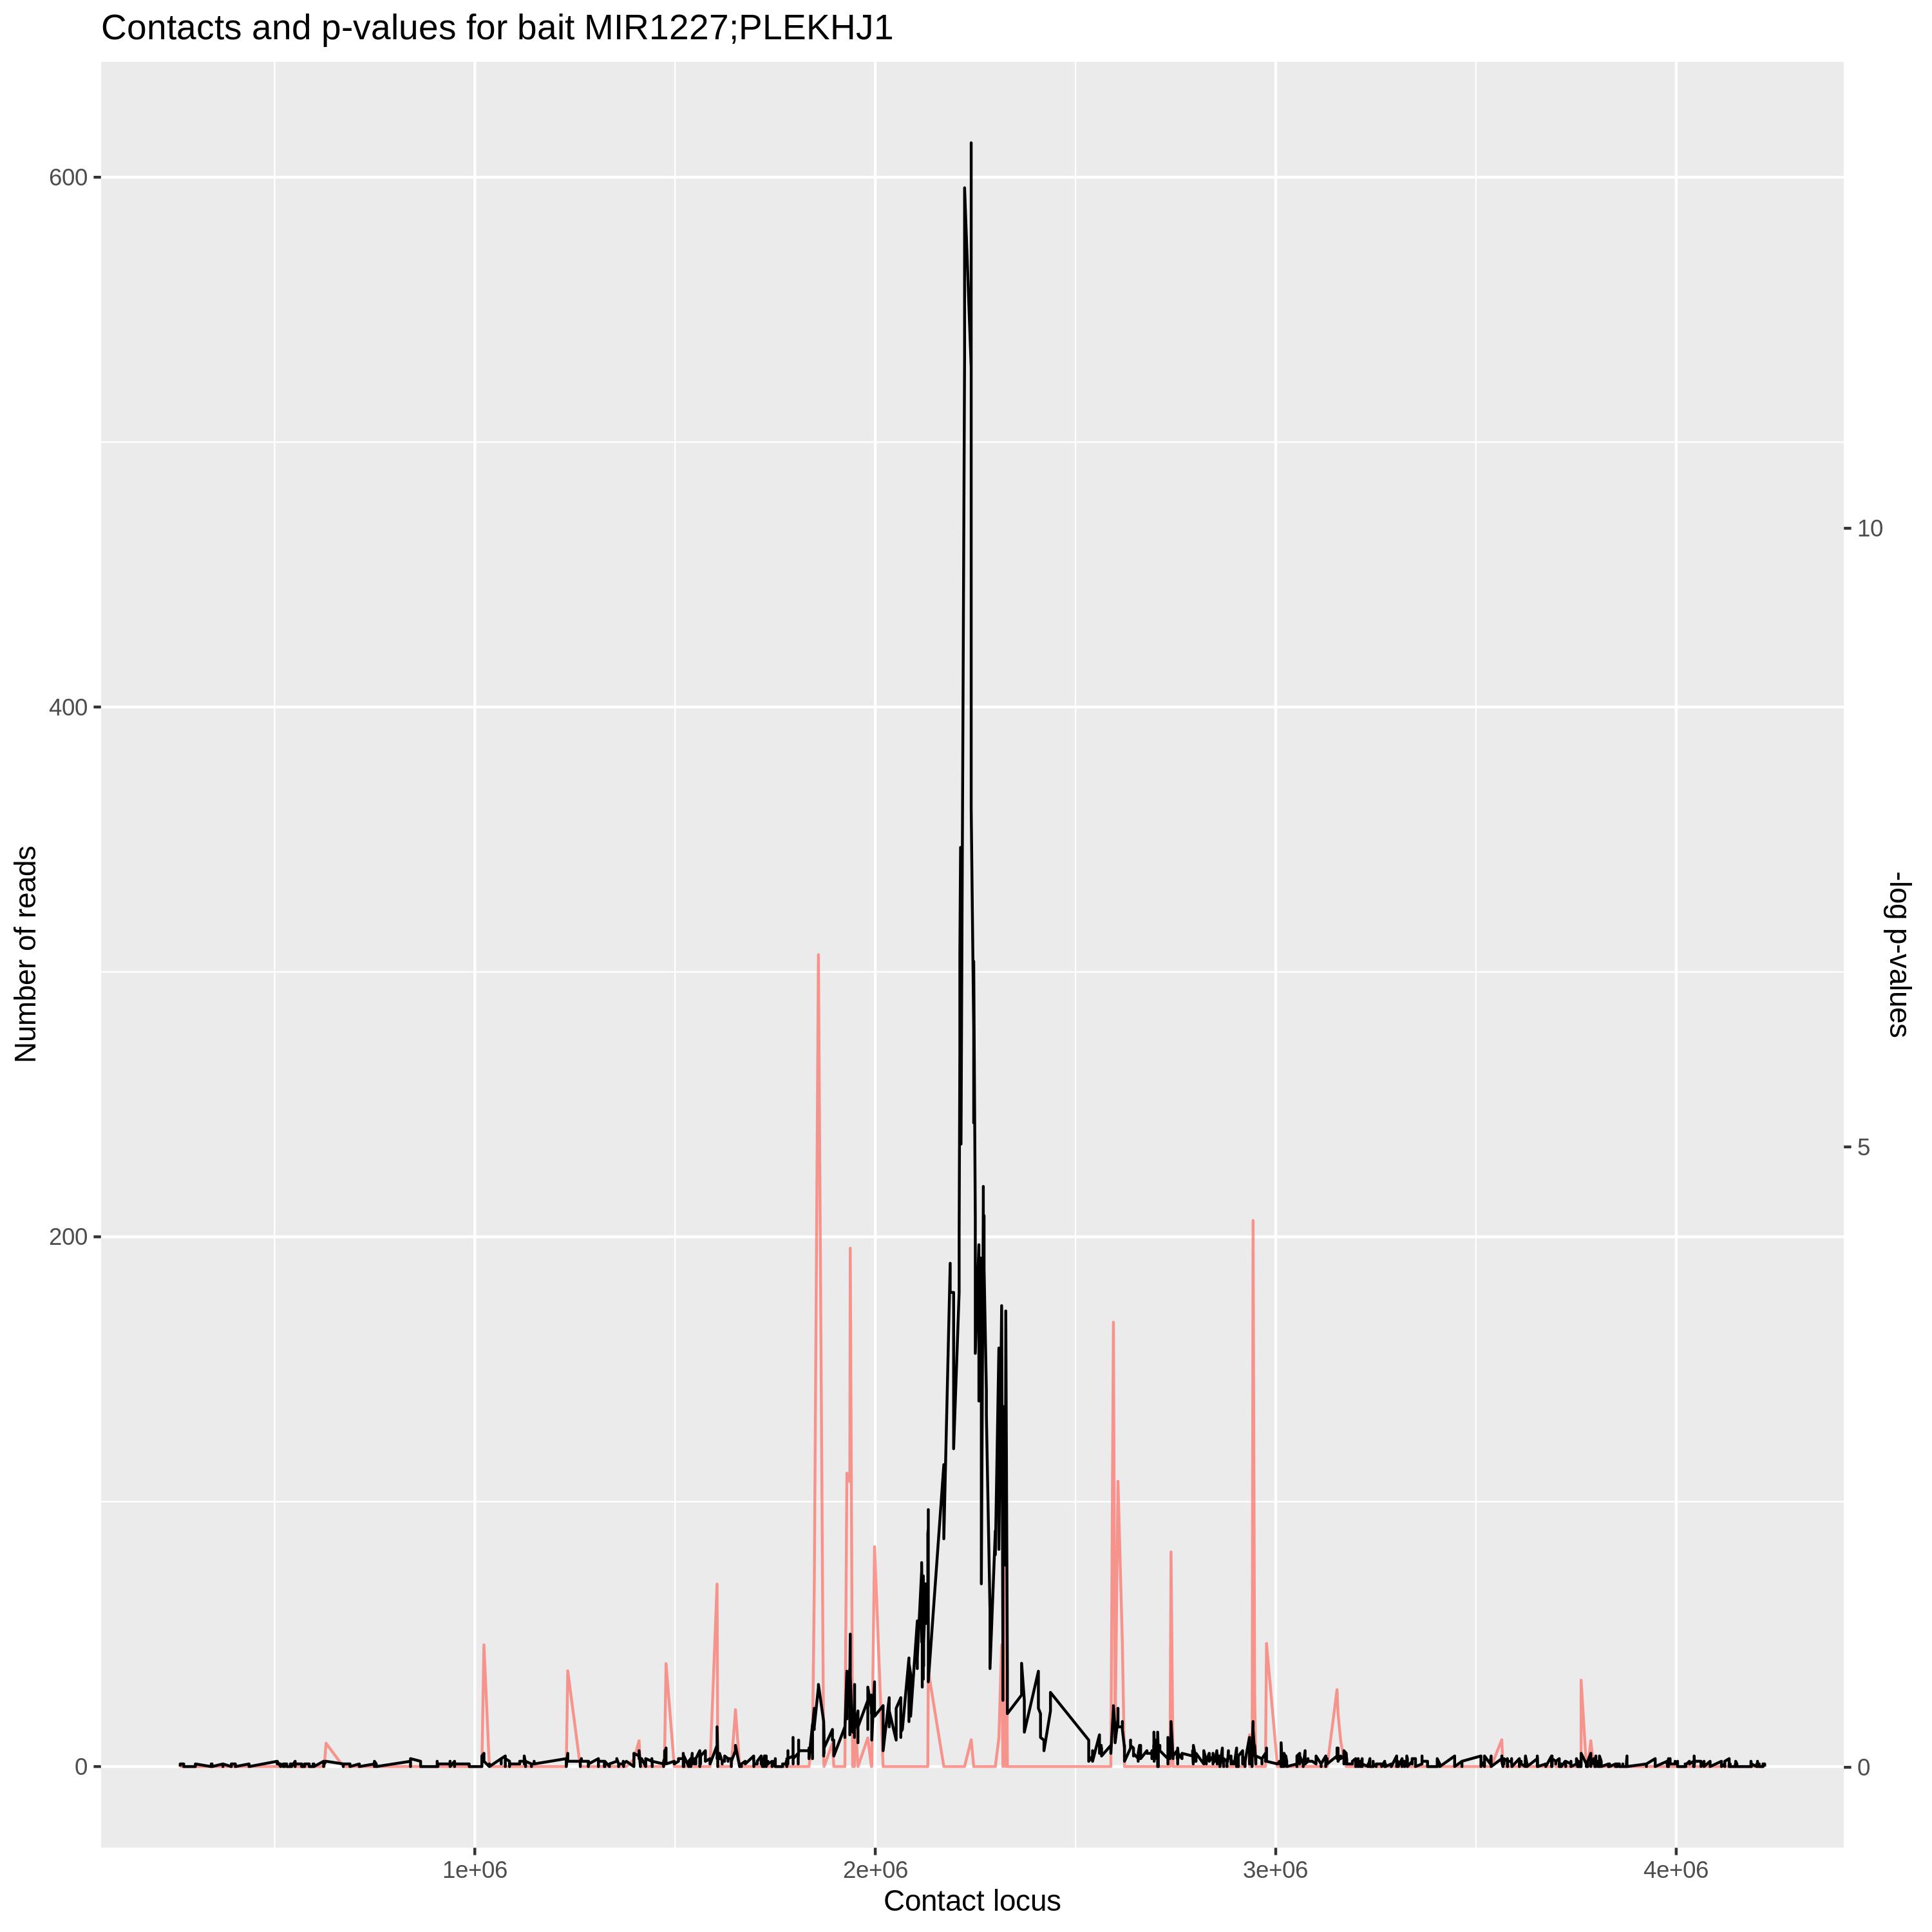 Contacts and p-values for bait MIR1227;PLEKHJ1
600
400
200
0
10
5
0
Number of reads
-log p-values
1e+06
2e+06
3e+06
4e+06
Contact locus